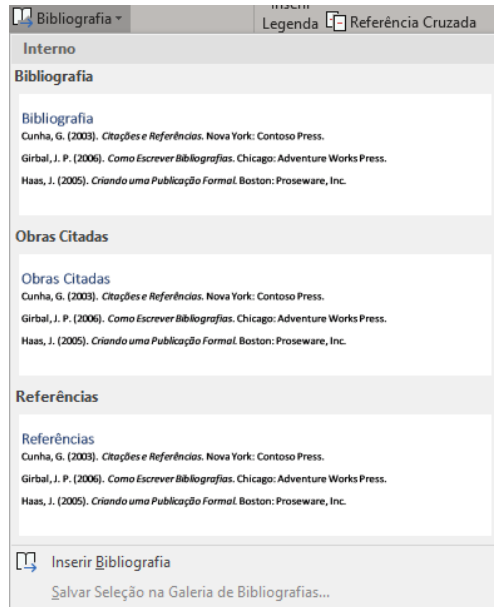 Inserir
Bibliografia
Legenda
Referência Cruzada
Interno
Bibliografia
Bibliografia
Cunha, G. (2003). Citações e Referências. Nova York: Contoso Press.
Girbal, J. P. (2006). Como Escrever Bibliografias. Chicago: Adventure Works Press.
Haas, J. (2005). Criando uma Publicação Formal. Boston: Proseware, Inc.
Obras Citadas
Obras Citadas
Cunha, G. (2003). Citações e Referências. Nova York: Contoso Press.
Girbal, J. P. (2006). Como Escrever Bibliografias. Chicago: Adventure Works Press.
Haas, J. (2005). Criando uma Publicação Formal. Boston: Proseware, Inc.
Referências
Referências
Cunha, G. (2003). Citações e Referências. Nova York: Contoso Press.
Girbal, J. P. (2006). Como Escrever Bibliografias. Chicago: Adventure Works Press.
Haas, J. (2005). Criando uma Publicação Formal. Boston: Proseware, Inc.
Inserir Bibliografia
Salvar Seleção na Galeria de Bibliografias...